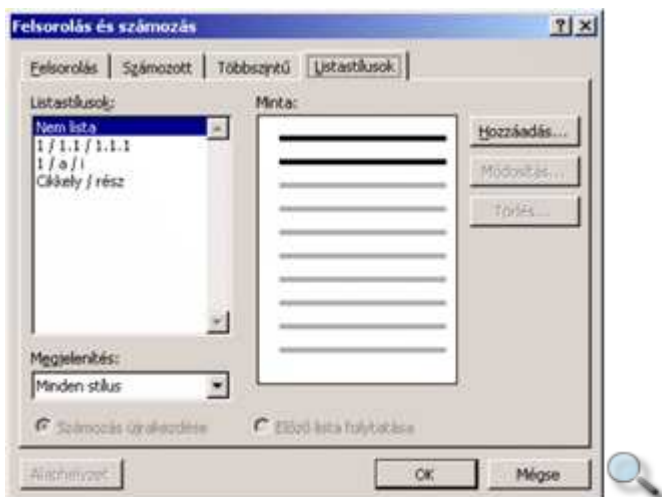 Felsorolás és számozás
Felsorolás Számozott Többszintű Listastílusok
Listastílusok:
Minta:
Nem lista
1 / 1.1 / 1.1.1
1 / a / i
Cikkely / rész
Hozzáadás...
Módosítás...
Törlés...
Megjelenítés:
Minden stílus
Számozás újrakezdése
Előző lista folytatása
Alaphelyzet
OK
Mégse